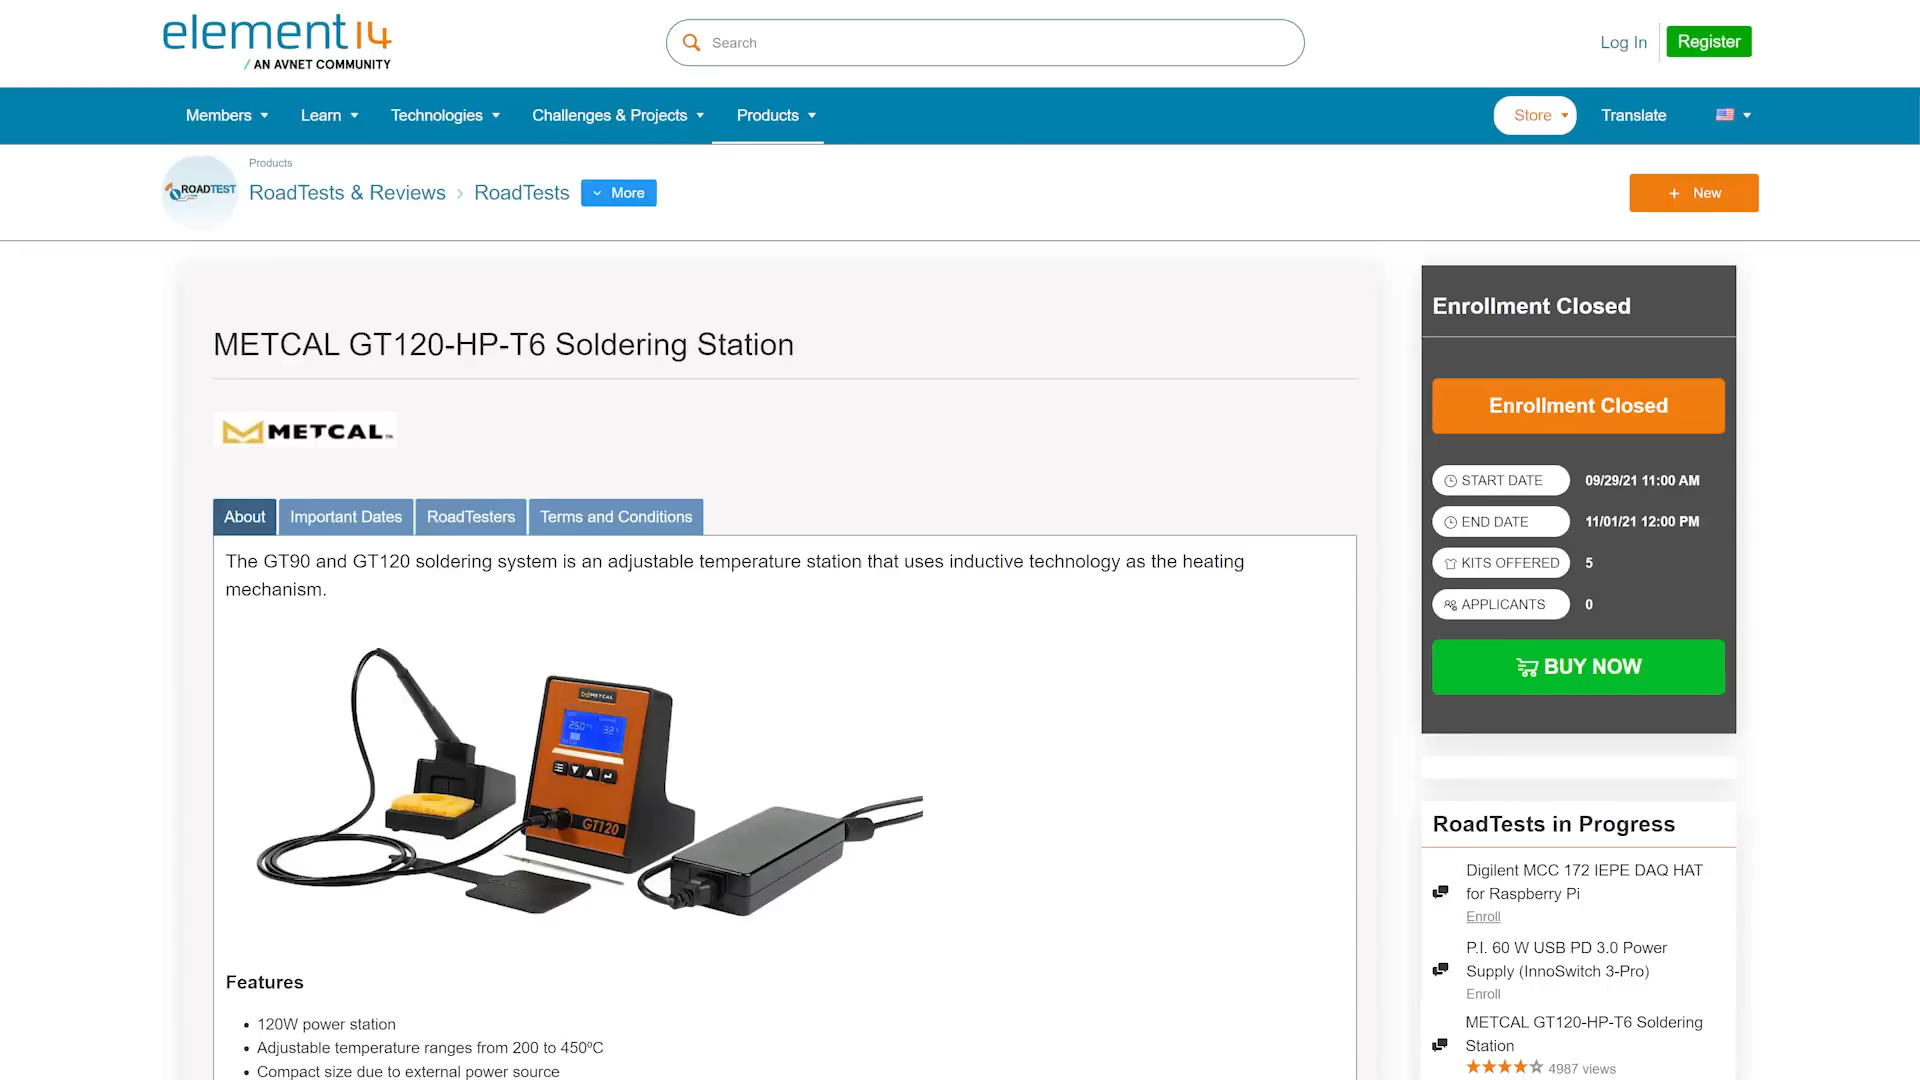 element14
AN AVNET COMMUNITY
Search
Log In
Register
Members
Learn
Technologies
Challenges & Projects
Products
Store
Translate
ROADTEST
Products
RoadTests & Reviews
RoadTests
More
+ New
METCAL GT120-HP-T6 Soldering Station
METCAL
About
Important Dates
RoadTesters
Terms and Conditions
The GT90 and GT120 soldering system is an adjustable temperature station that uses inductive technology as the heating
mechanism.
METCAL
250
GT120
Features
• 120W power station
• Adjustable temperature ranges from 200 to 450ºC
• Compact size due to external power source
Enrollment Closed
Enrollment Closed
START DATE 09/29/21 11:00 AM
END DATE 11/01/21 12:00 PM
KITS OFFERED 5
APPLICANTS 0
BUY NOW
RoadTests in Progress
Digilent MCC 172 IEPE DAQ HAT
for Raspberry Pi
Enroll
P.I. 60 W USB PD 3.0 Power
Supply (InnoSwitch 3-Pro)
Enroll
METCAL GT120-HP-T6 Soldering
Station
4987 views